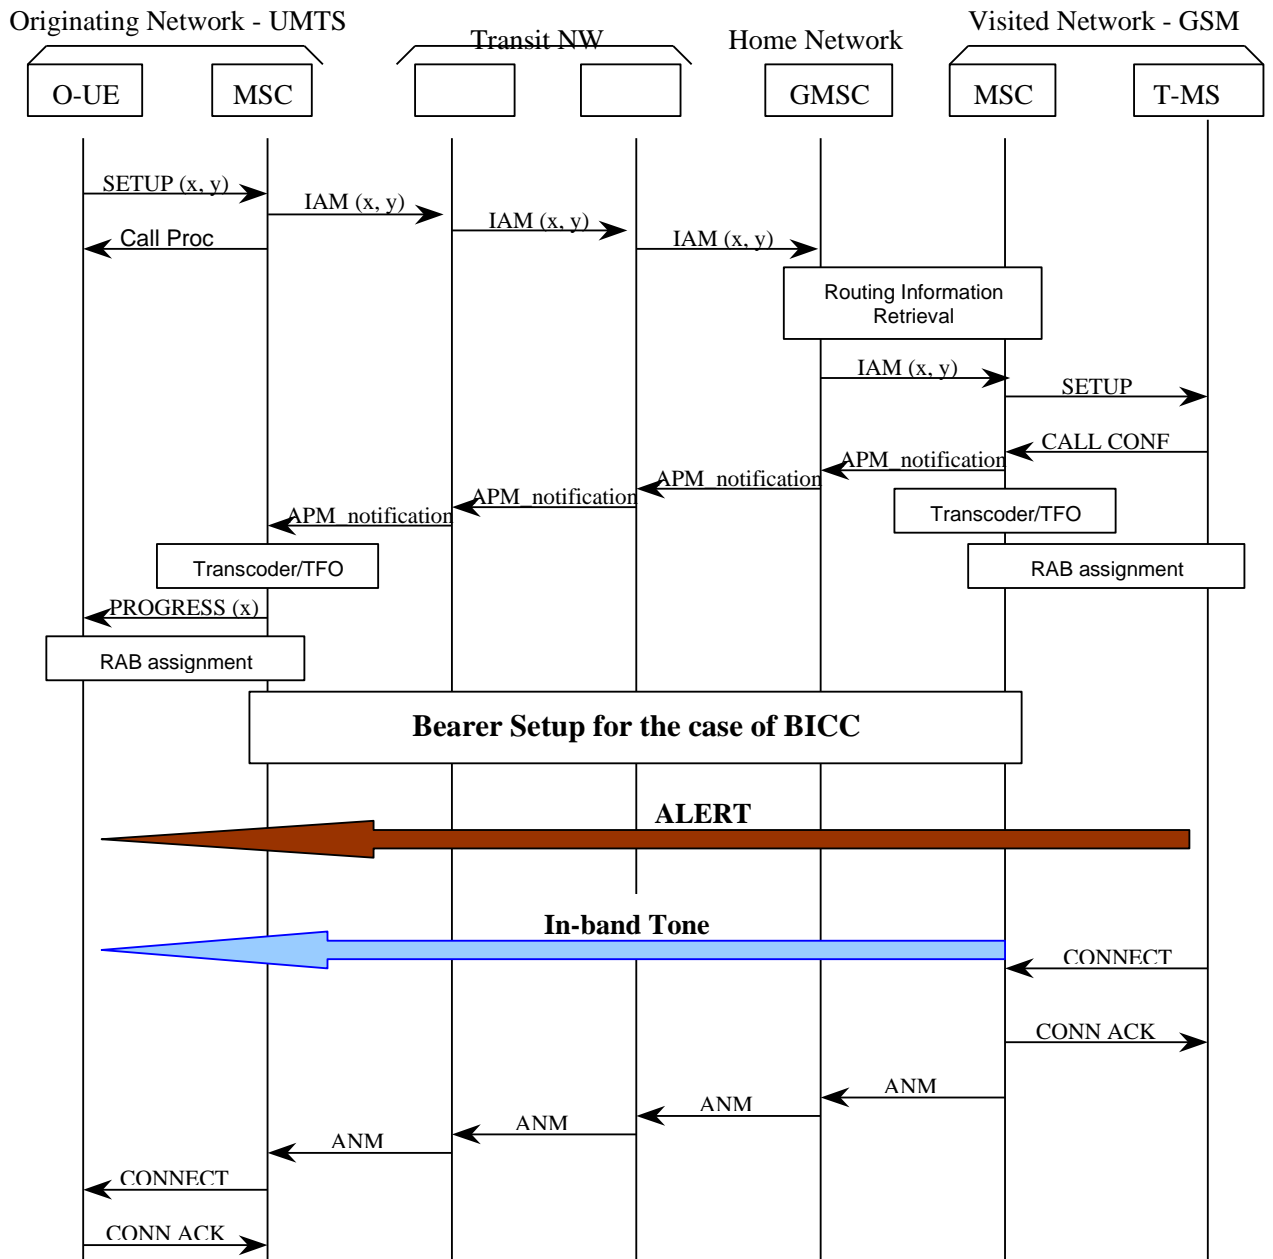 Originating Network - UMTS
Transit NW
Home Network
Visited Network - GSM
O-UE
MSC
GMSC
MSC
T-MS
SETUP (x, y)
IAM (x, y)
IAM (x, y)
IAM (x, y)
Call Proc
Routing Information
Retrieval
IAM (x, y)
SETUP
CALL CONF
APM_notification
APM_notification
APM_notification
APM_notification
Transcoder/TFO
Transcoder/TFO
RAB assignment
PROGRESS (x)
RAB assignment
Bearer Setup for the case of BICC
ALERT
In-band Tone
CONNECT
CONN ACK
ANM
ANM
ANM
ANM
CONNECT
CONN ACK